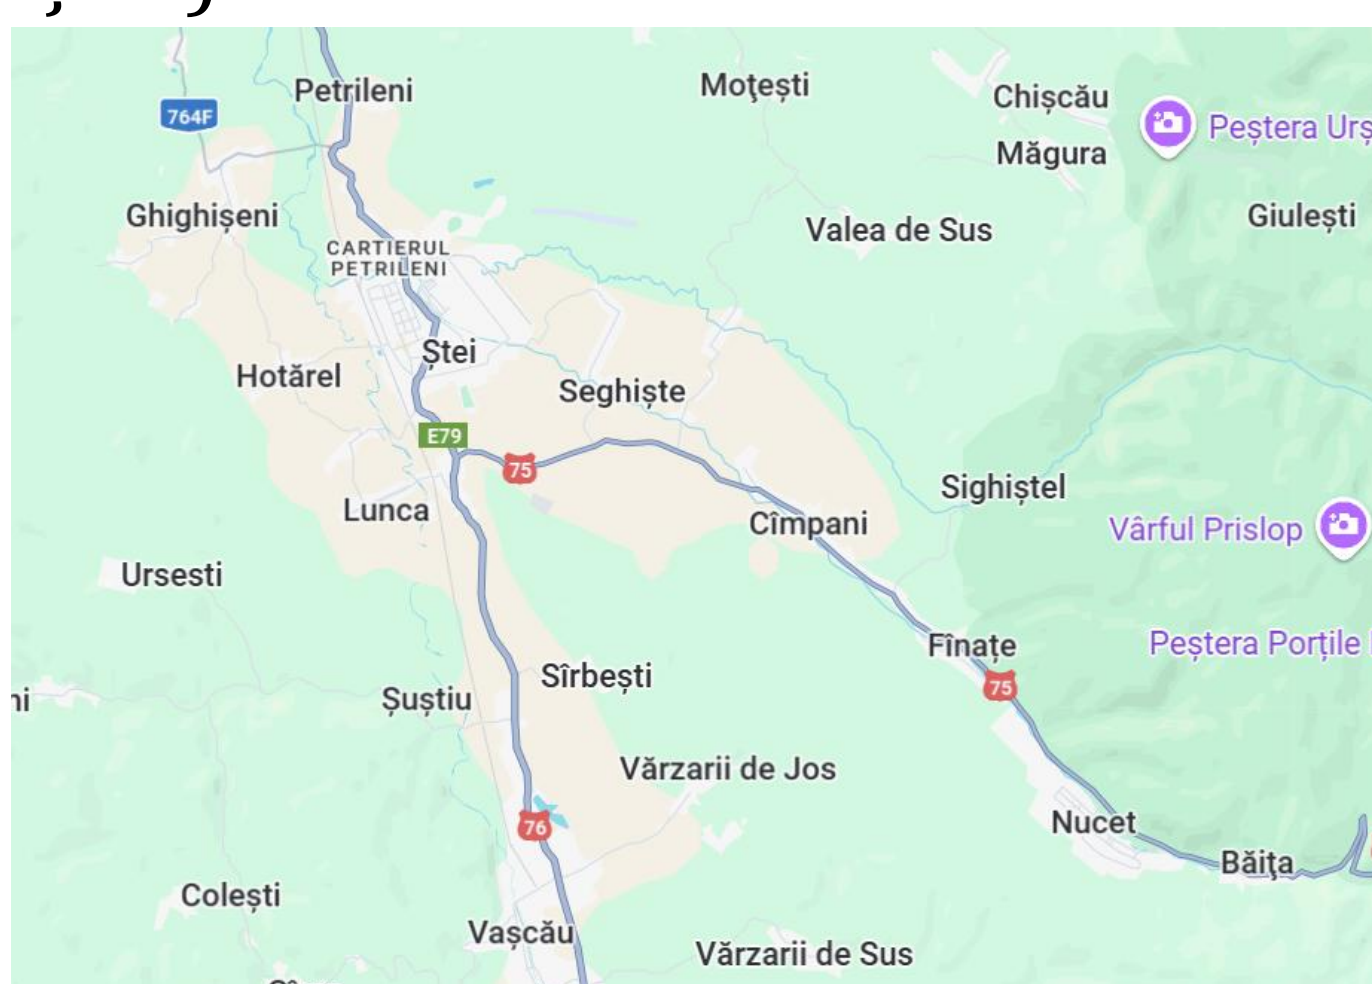 Petrileni
Moţești
Chișcău
764F
Peștera Urș
Măgura
Ghighișeni
Giulești
Valea de Sus
CARTIERUL
PETRILENI
Ștei
Hotărel
Seghiște
E79
75
Sighiștel
Lunca
Cîmpani
Vârful Prislop
Ursesti
Fînațe
Peștera Porțile
Sîrbești
75
Șuștiu
ni
Vărzarii de Jos
76
Nucet
Băiţa
Colești
Vașcău
Vărzarii de Sus